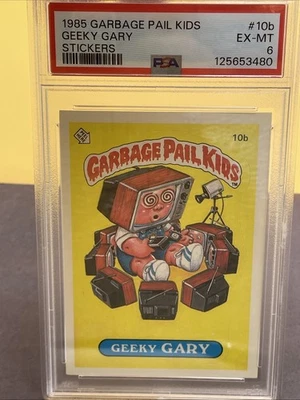 1985 GARBAGE PAIL KIDS #10b
GEEKY GARY EX-MT
STICKERS 6
PSA 125653480
10b
GARBAGE PAIL KIDS
GEEKY GARY